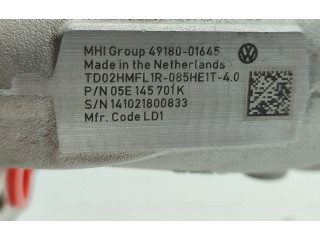 MHI Group 49180-01645
Made in the Netherlands
TD02HMFL1R-085HE1T-4.0
P/N 05E 145 701K
S/N 141021800833
Mfr. Code LD1